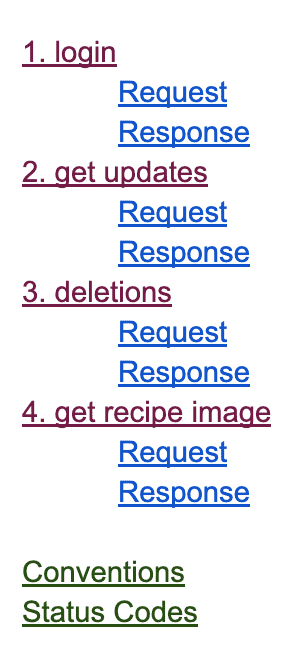 1. login
Request
Response
2. get updates
Request
Response
3. deletions
Request
Response
4. get recipe image
Request
Response
Conventions
Status Codes